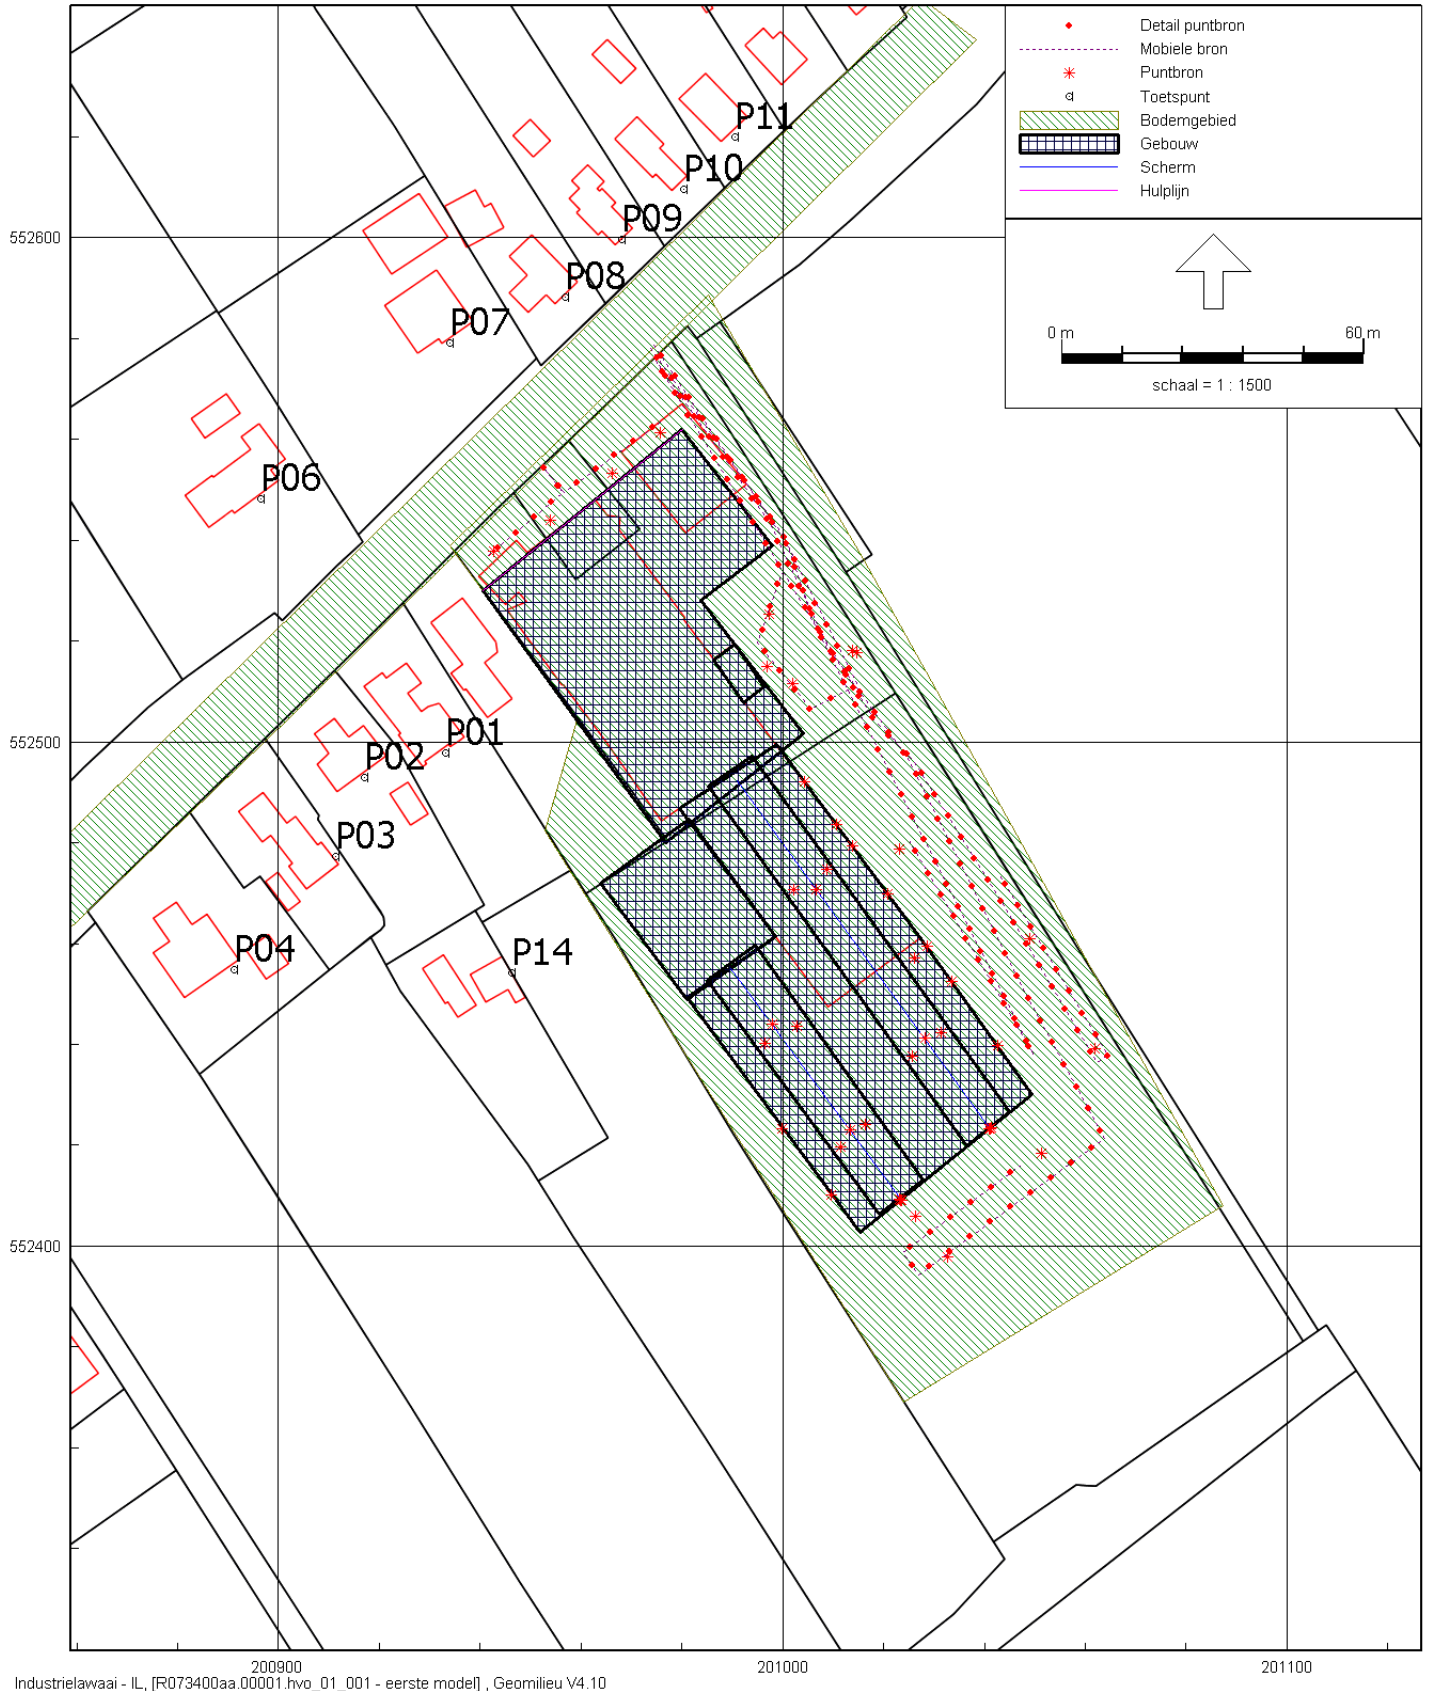 Detail puntbron
Mobiele bron
Puntbron
Toetspunt
Bodemgebied
Gebouw
Scherm
Hulplijn
0 m 60 m
schaal = 1 : 1500
P11
P10
P09
P08
P07
P06
P01
P02
P03
P04
P14
552600
552500
552400
200900 201000 201100
Industrielawaai - IL, [R073400aa.00001.hvo_01_001 - eerste model] , Geomilieu V4.10